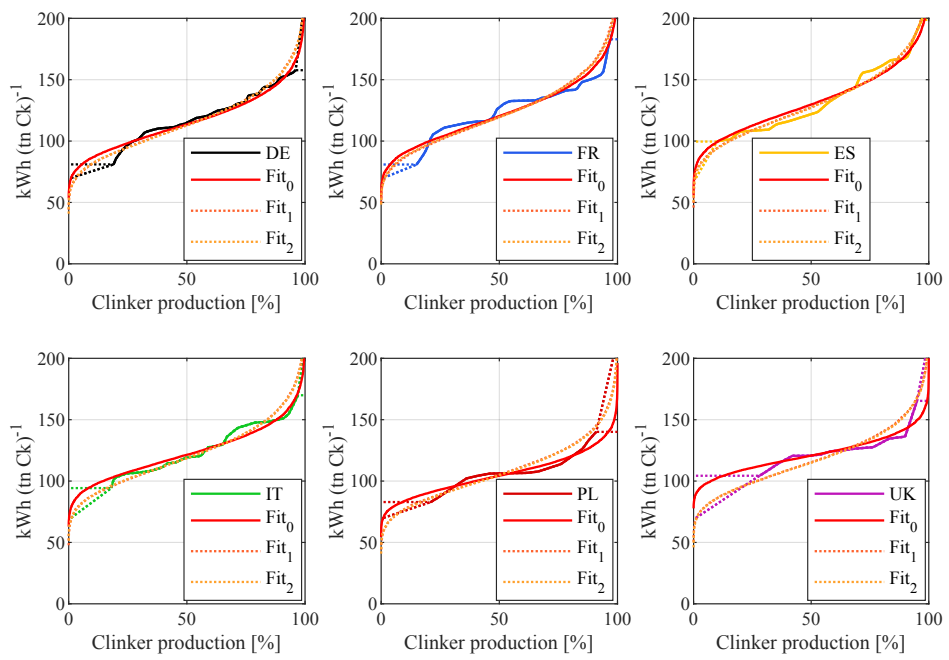 200
150
100
50
0
kWh (tn Ck)⁻¹
DE
Fit₀
Fit₁
Fit₂
0
50
100
Clinker production [%]
200
150
100
50
0
kWh (tn Ck)⁻¹
FR
Fit₀
Fit₁
Fit₂
0
50
100
Clinker production [%]
200
150
100
50
0
kWh (tn Ck)⁻¹
ES
Fit₀
Fit₁
Fit₂
0
50
100
Clinker production [%]
200
150
100
50
0
kWh (tn Ck)⁻¹
IT
Fit₀
Fit₁
Fit₂
0
50
100
Clinker production [%]
200
150
100
50
0
kWh (tn Ck)⁻¹
PL
Fit₀
Fit₁
Fit₂
0
50
100
Clinker production [%]
200
150
100
50
0
kWh (tn Ck)⁻¹
UK
Fit₀
Fit₁
Fit₂
0
50
100
Clinker production [%]